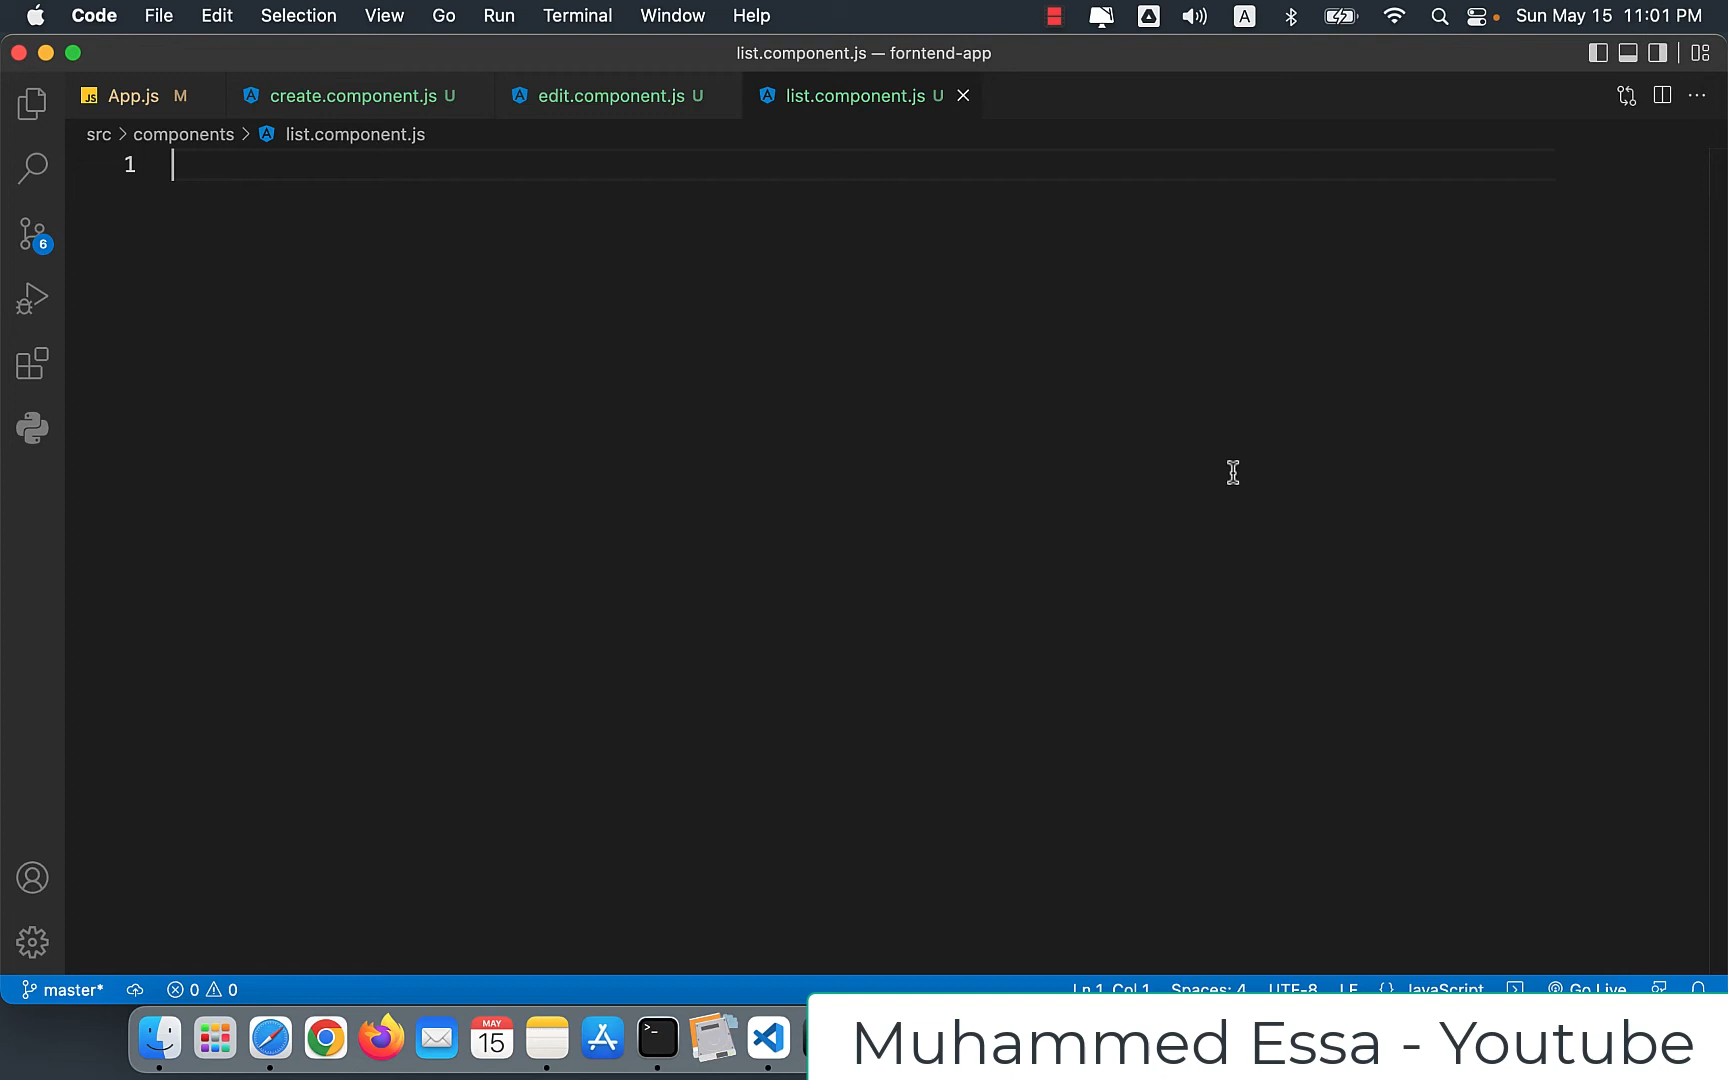 Code File Edit Selection View Go Run Terminal Window Help A Sun May 15 11:01 PM
list.component.js — forntend-app
JS App.js M create.component.js U edit.component.js U list.component.js U
src > components > list.component.js
1
6
master* 0 0 Ln 1, Col 1 Spaces: 4 UTF-8 LF {} JavaScript Go Live
MAY
15
Muhammed Essa - Youtube